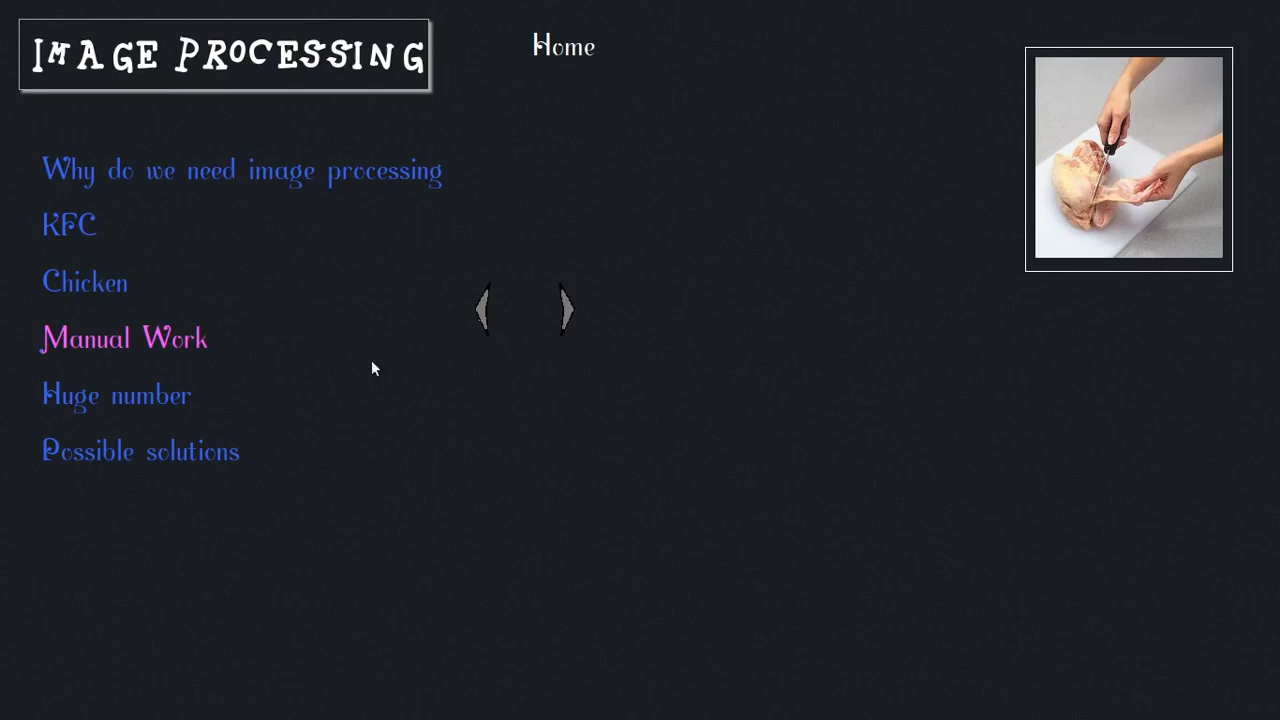 IMAGE PROCESSING
Home
Why do we need image processing
KFC
Chicken
Manual Work
Huge number
Possible solutions